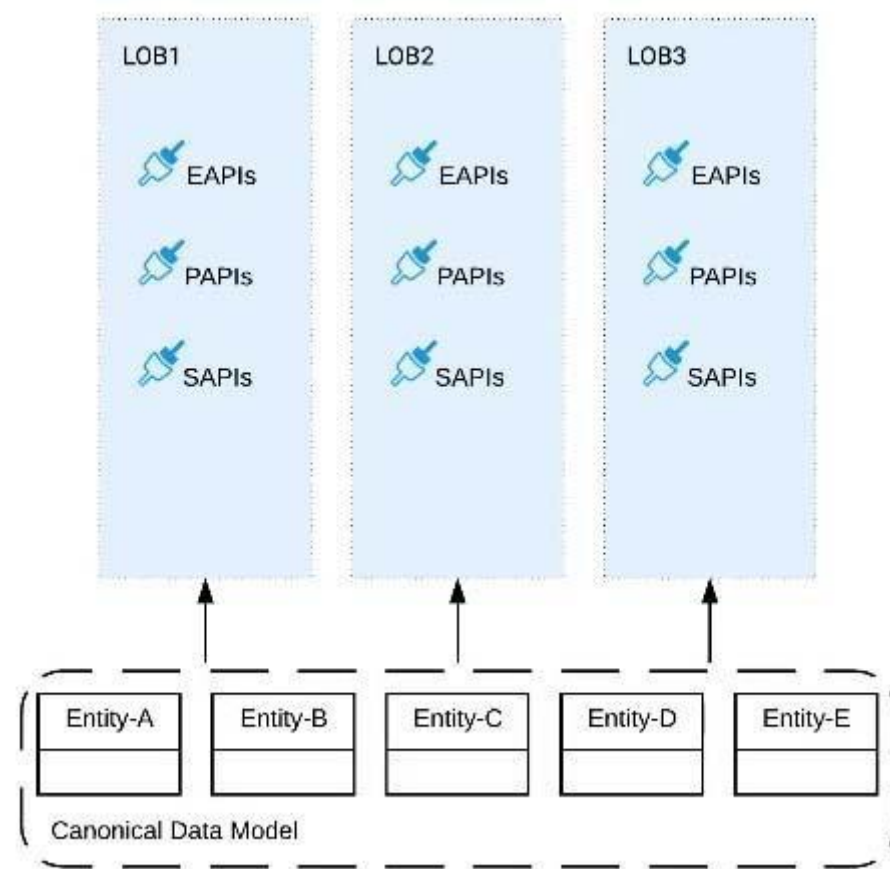 LOB1
LOB2
LOB3
EAPIs
EAPIs
EAPIs
PAPIs
PAPIs
PAPIs
SAPIs
SAPIs
SAPIs
Entity-A
Entity-B
Entity-C
Entity-D
Entity-E
Canonical Data Model